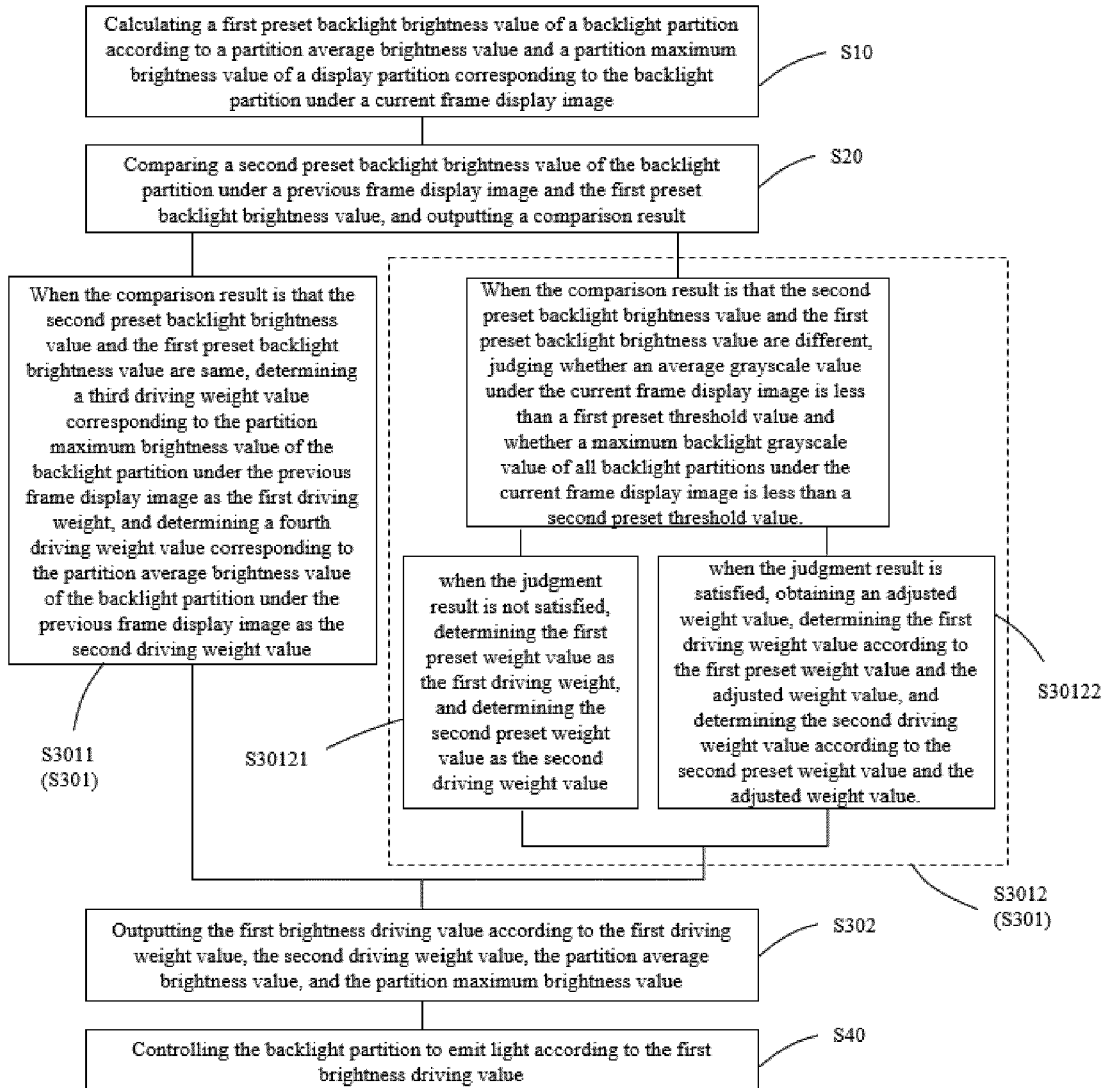 Calculating a first preset backlight brightness value of a backlight partition
according to a partition average brightness value and a partition maximum
brightness value of a display partition corresponding to the backlight
partition under a current frame display image
S10
Comparing a second preset backlight brightness value of the backlight
partition under a previous frame display image and the first preset
backlight brightness value, and outputting a comparison result
S20
When the comparison result is that the
second preset backlight brightness
value and the first preset backlight
brightness value are same, determining
a third driving weight value
corresponding to the partition
maximum brightness value of the
backlight partition under the previous
frame display image as the first driving
weight, and determining a fourth
driving weight value corresponding to
the partition average brightness value
of the backlight partition under the
previous frame display image as the
second driving weight value
S3011
(S301)
When the comparison result is that the second
preset backlight brightness value and the first
preset backlight brightness value are different,
judging whether an average grayscale value
under the current frame display image is less
than a first preset threshold value and
whether a maximum backlight grayscale
value of all backlight partitions under the
current frame display image is less than a
second preset threshold value.
when the judgment
result is not satisfied,
determining the first
preset weight value as
the first driving weight,
and determining the
second preset weight
value as the second
driving weight value
S30121
when the judgment result is
satisfied, obtaining an adjusted
weight value, determining the first
driving weight value according to
the first preset weight value and the
adjusted weight value, and
determining the second driving
weight value according to the
second preset weight value and the
adjusted weight value.
S30122
S3012
(S301)
Outputting the first brightness driving value according to the first driving
weight value, the second driving weight value, the partition average
brightness value, and the partition maximum brightness value
S302
Controlling the backlight partition to emit light according to the first
brightness driving value
S40